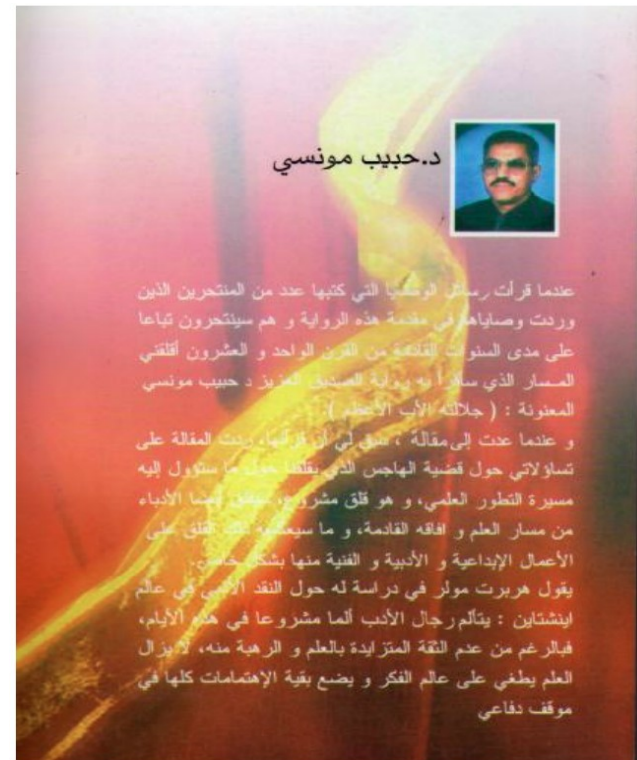 د.حبيب مونسي
عندما قرأت رسائل الوصايا التي كتبها عدد من المنتحرين الذين
وردت وصاياهم في مقدمة هذه الرواية و هم سينتحرون تباعا
على مدى السنوات القادمة من القرن الواحد و العشرون أقلقني
المسار الذي سأقرأ به رواية الصديق العزيز د حبيب مونسي
المعنونة : ( جلالته الأب الأعظم ).
و عندما عدت إلى مقالة ، سبق لي أن قرأتها، ردت المقالة على
تساؤلاتي حول قضية الهاجس الذي يقلقنا حول ما ستؤول إليه
مسيرة التطور العلمي، و هو قلق مشروع، الأدباء
من مسار العلم و افاقه القادمة، و ما ذلك القلق على
الأعمال الإبداعية و الأدبية و الفنية منها بشكل خاص.
يقول هربرت مولر في دراسة له حول النقد الأدبي في عالم
اينشتاين : يتألم رجال الأدب ألما مشروعا في هذه الأيام،
فبالرغم من عدم الثقة المتزايدة بالعلم و الرهبة منه، لا يزال
العلم يطغي على عالم الفكر و يضع بقية الإهتمامات كلها في
موقف دفاعي